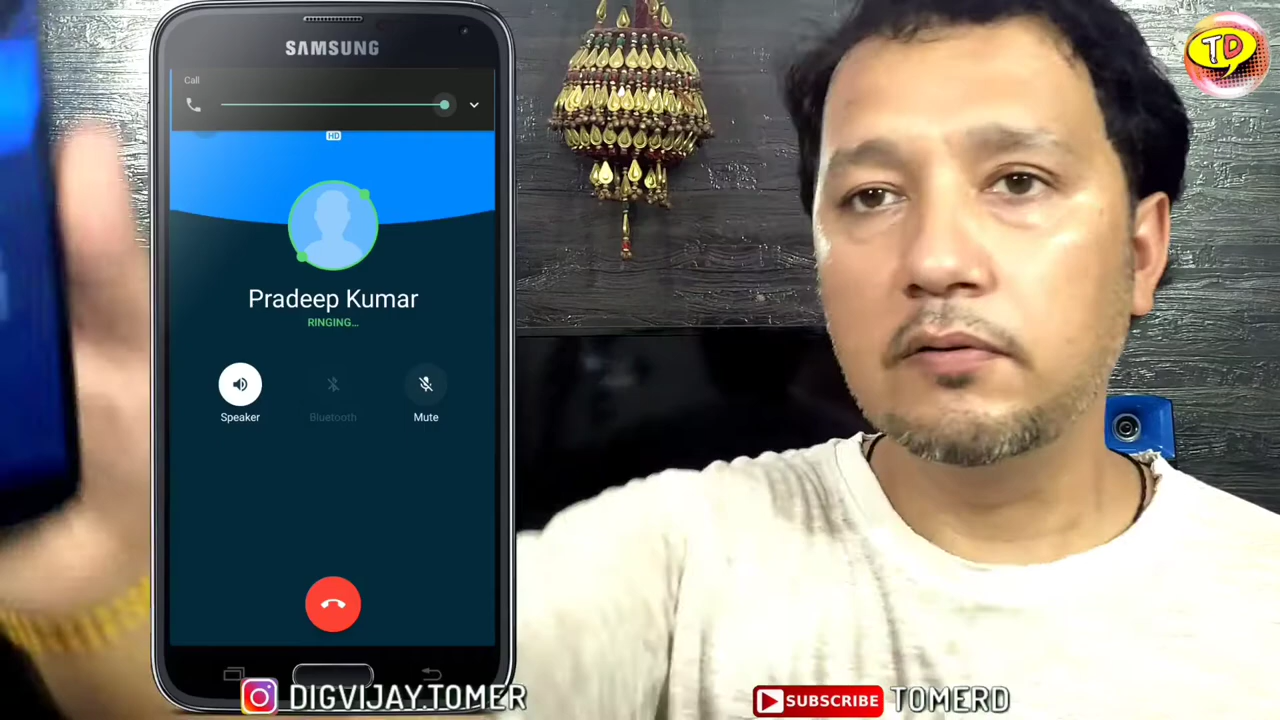 SAMSUNG
Call
HD
Pradeep Kumar
RINGING...
Speaker
Bluetooth
Mute
DIGVIJAY.TOMER
SUBSCRIBE TOMERD
TD